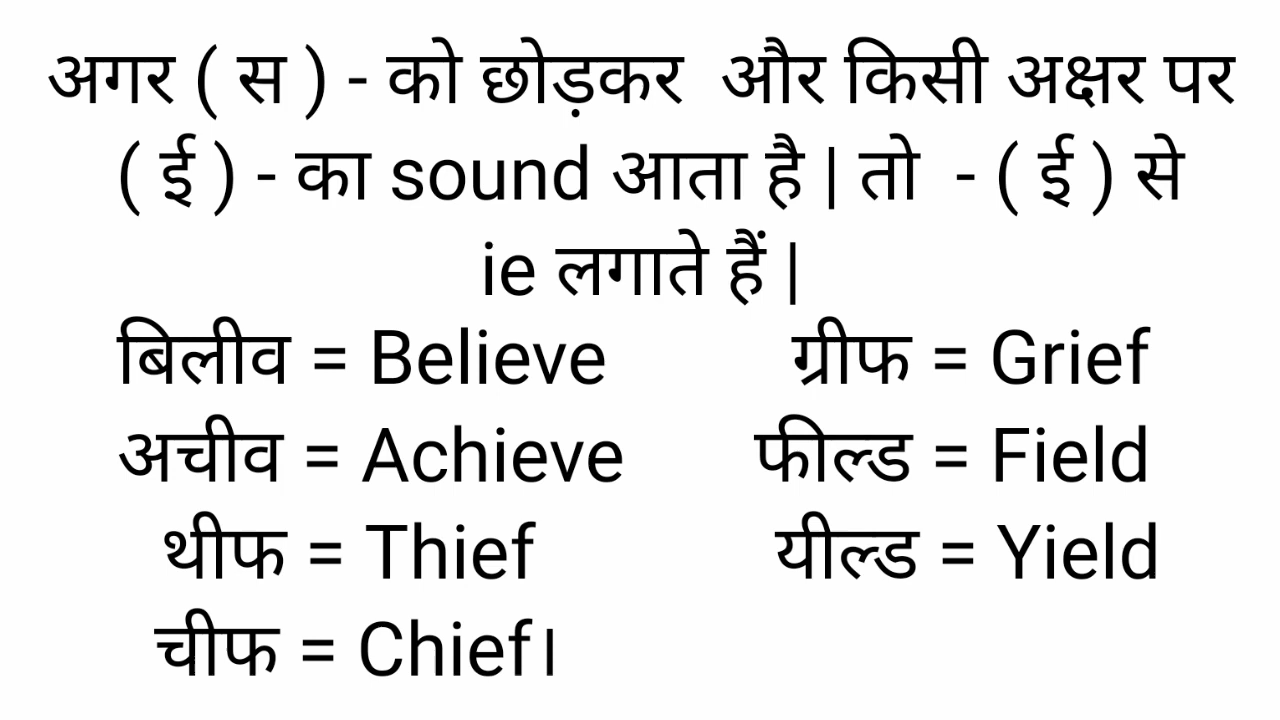 अगर ( स ) - को छोड़कर और किसी अक्षर पर
( ई ) - का sound आता है | तो - ( ई ) से
ie लगाते हैं |
बिलीव = Believe ग्रीफ = Grief
अचीव = Achieve फील्ड = Field
थीफ = Thief यील्ड = Yield
चीफ = Chief।